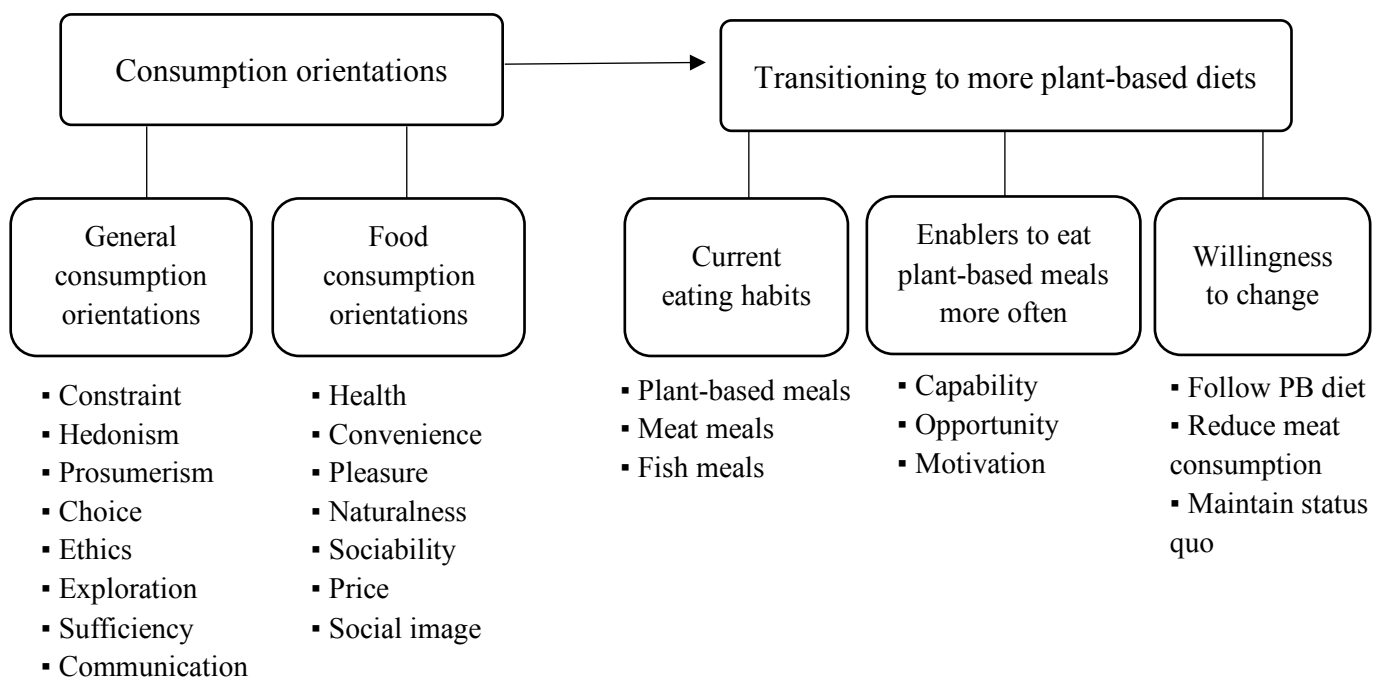 Consumption orientations
Transitioning to more plant-based diets
General
consumption
orientations
Food
consumption
orientations
Current
eating habits
Enablers to eat
plant-based meals
more often
Willingness
to change
▪ Constraint
▪ Hedonism
▪ Prosumerism
▪ Choice
▪ Ethics
▪ Exploration
▪ Sufficiency
▪ Communication
▪ Health
▪ Convenience
▪ Pleasure
▪ Naturalness
▪ Sociability
▪ Price
▪ Social image
▪ Plant-based meals
▪ Meat meals
▪ Fish meals
▪ Capability
▪ Opportunity
▪ Motivation
▪ Follow PB diet
▪ Reduce meat
consumption
▪ Maintain status
quo